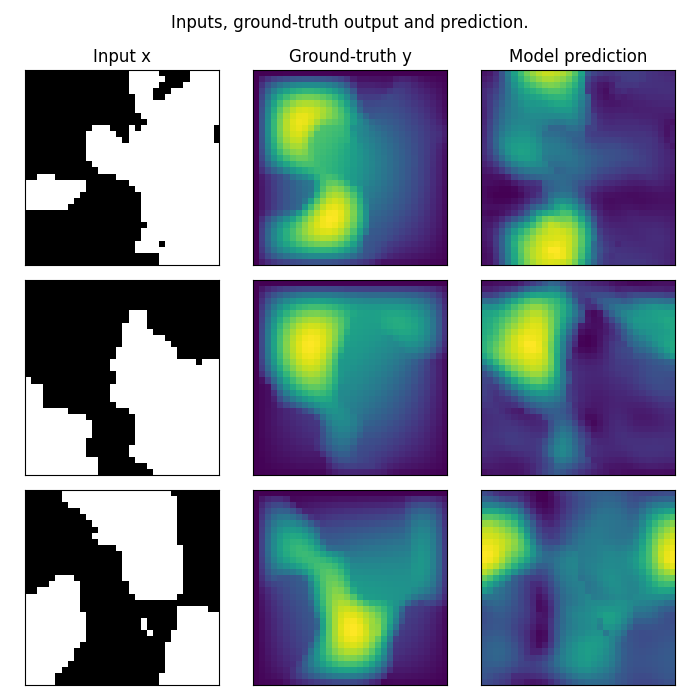 Inputs, ground-truth output and prediction.
Input x
Ground-truth y
Model prediction